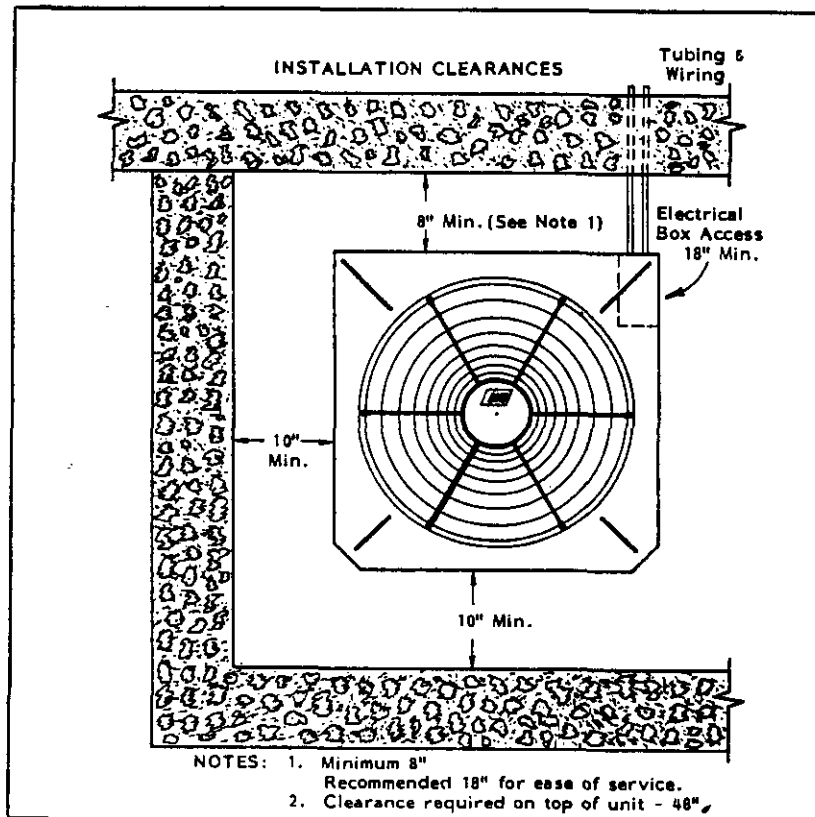 INSTALLATION CLEARANCES
Tubing &
Wiring
8" Min. (See Note 1)
Electrical
Box Access
18" Min.
10"
Min.
10" Min.
NOTES: 1. Minimum 8"
Recommended 18" for ease of service.
2. Clearance required on top of unit - 48"